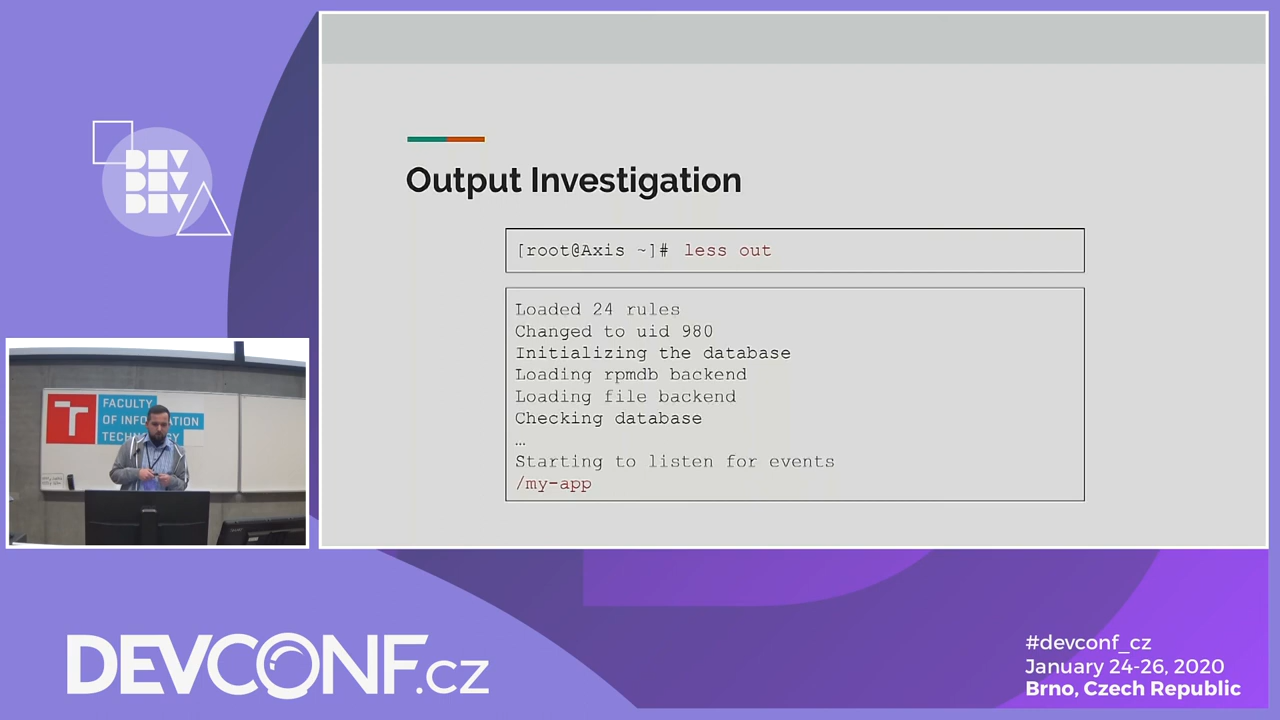 DEV
DEV
DEV
Output Investigation
[root@Axis ~]# less out
Loaded 24 rules
Changed to uid 980
Initializing the database
Loading rpmdb backend
Loading file backend
Checking database
…
Starting to listen for events
/my-app
T
FACULTY
OF INFORMATION
TECHNOLOGY
DEVCONF.cz
#devconf_cz
January 24-26, 2020
Brno, Czech Republic